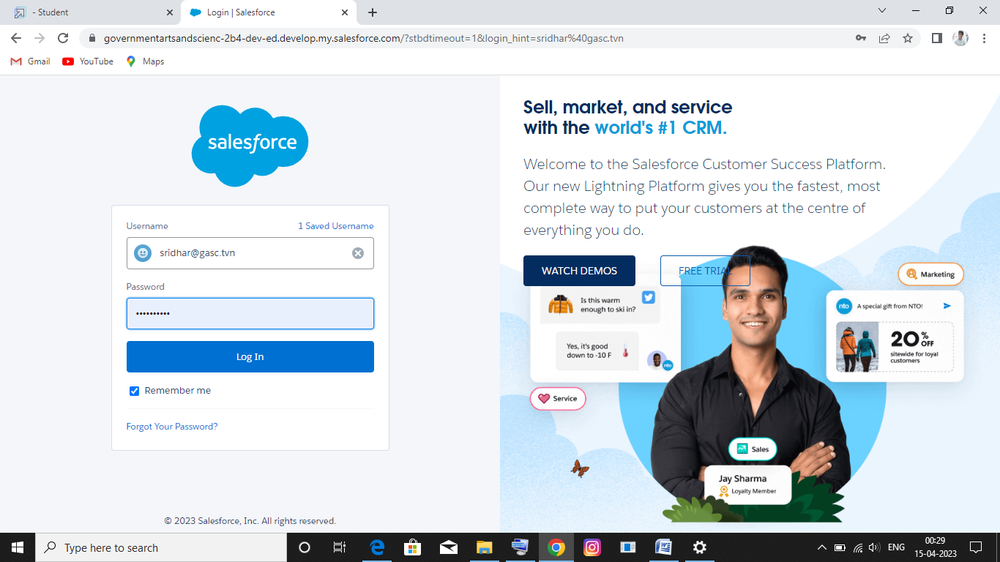 - Student
Login | Salesforce
governmentartsandscienc-2b4-dev-ed.develop.my.salesforce.com/?stbdtimeout=1&login_hint=sridhar%40gasc.tvn
Gmail
YouTube
Maps
salesforce
Username
1 Saved Username
sridhar@gasc.tvn
Password
••••••••••
Log In
Remember me
Forgot Your Password?
© 2023 Salesforce, Inc. All rights reserved.
Sell, market, and service
with the world's #1 CRM.
Welcome to the Salesforce Customer Success Platform.
Our new Lightning Platform gives you the fastest, most
complete way to put your customers at the centre of
everything you do.
WATCH DEMOS
FREE TRIAL
Is this warm
enough to ski in?
Yes, it's good
down to -10 F
nto
Service
Marketing
nto
A special gift from NTO!
20% OFF
sitewide for loyal
customers
Sales
Jay Sharma
Loyalty Member
Type here to search
ENG
00:29
15-04-2023